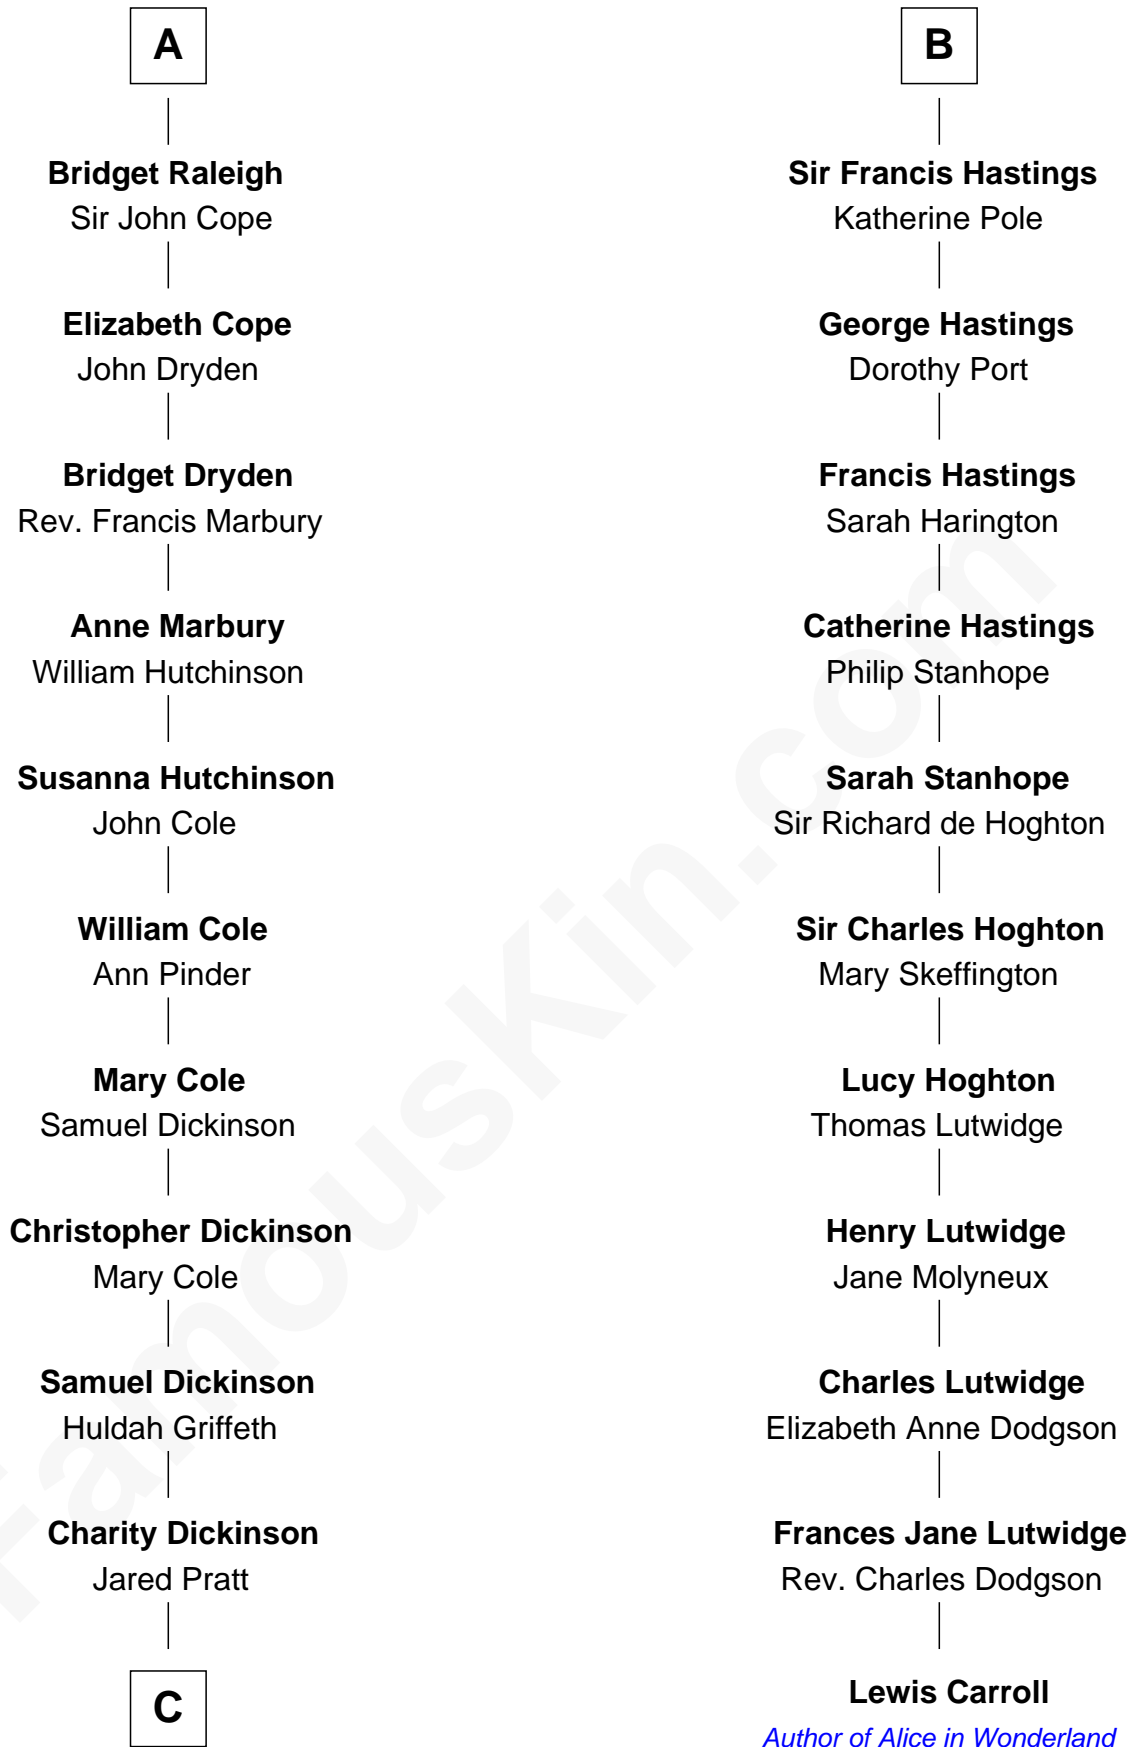 A
Bridget Raleigh
Sir John Cope
Elizabeth Cope
John Dryden
Bridget Dryden
Rev. Francis Marbury
Anne Marbury
William Hutchinson
Susanna Hutchinson
John Cole
William Cole
Ann Pinder
Mary Cole
Samuel Dickinson
Christopher Dickinson
Mary Cole
Samuel Dickinson
Huldah Griffeth
Charity Dickinson
Jared Pratt
C
B
Sir Francis Hastings
Katherine Pole
George Hastings
Dorothy Port
Francis Hastings
Sarah Harington
Catherine Hastings
Philip Stanhope
Sarah Stanhope
Sir Richard de Hoghton
Sir Charles Hoghton
Mary Skeffington
Lucy Hoghton
Thomas Lutwidge
Henry Lutwidge
Jane Molyneux
Charles Lutwidge
Elizabeth Anne Dodgson
Frances Jane Lutwidge
Rev. Charles Dodgson
Lewis Carroll
Author of Alice in Wonderland
FamousKin.com